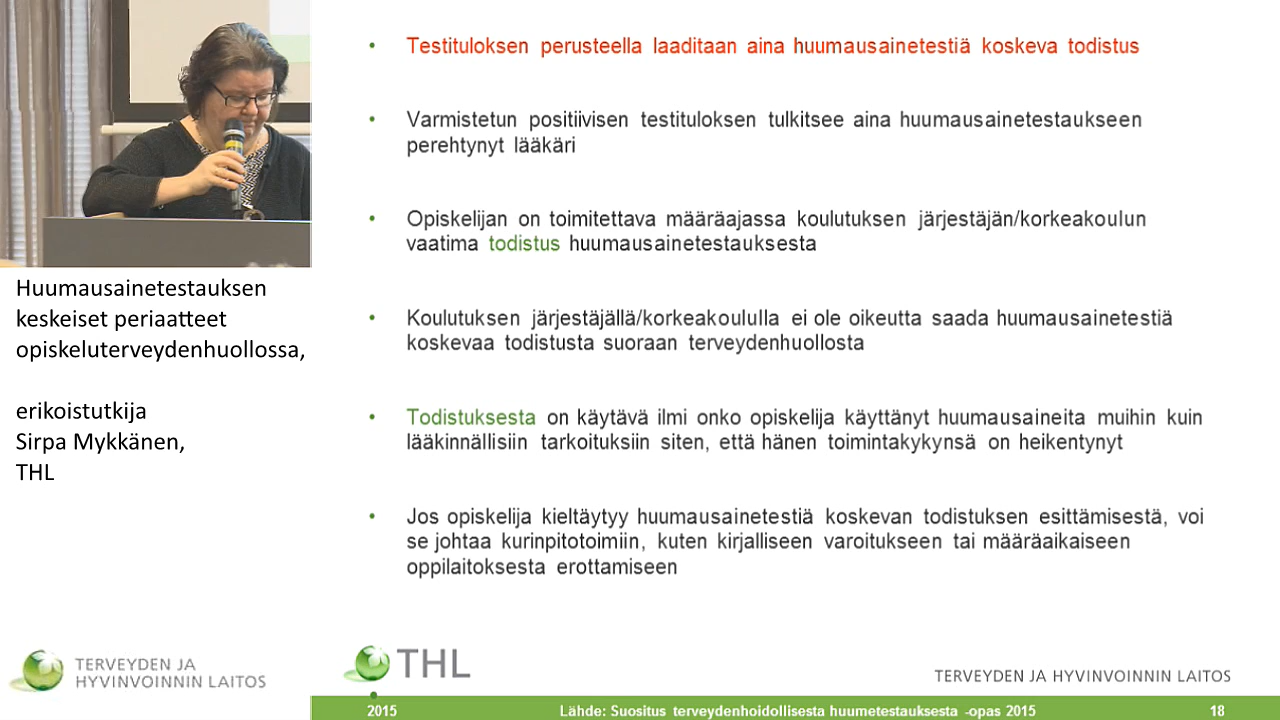 Huumausainetestauksen
keskeiset periaatteet
opiskeluterveydenhuollossa,
erikoistutkija
Sirpa Mykkänen,
THL
TERVEYDEN JA
HYVINVOINNIN LAITOS
• Testituloksen perusteella laaditaan aina huumausainetestiä koskeva todistus
• Varmistetun positiivisen testituloksen tulkitsee aina huumausainetestaukseen
perehtynyt lääkäri
• Opiskelijan on toimitettava määräajassa koulutuksen järjestäjän/korkeakoulun
vaatima todistus huumausainetestauksesta
• Koulutuksen järjestäjällä/korkeakoululla ei ole oikeutta saada huumausainetestiä
koskevaa todistusta suoraan terveydenhuollosta
• Todistuksesta on käytävä ilmi onko opiskelija käyttänyt huumausaineita muihin kuin
lääkinnällisiin tarkoituksiin siten, että hänen toimintakykynsä on heikentynyt
• Jos opiskelija kieltäytyy huumausainetestiä koskevan todistuksen esittämisestä, voi
se johtaa kurinpitotoimiin, kuten kirjalliseen varoitukseen tai määräaikaiseen
oppilaitoksesta erottamiseen
THL
TERVEYDEN JA HYVINVOINNIN LAITOS
2015 Lähde: Suositus terveydenhoidollisesta huumetestauksesta -opas 2015 18